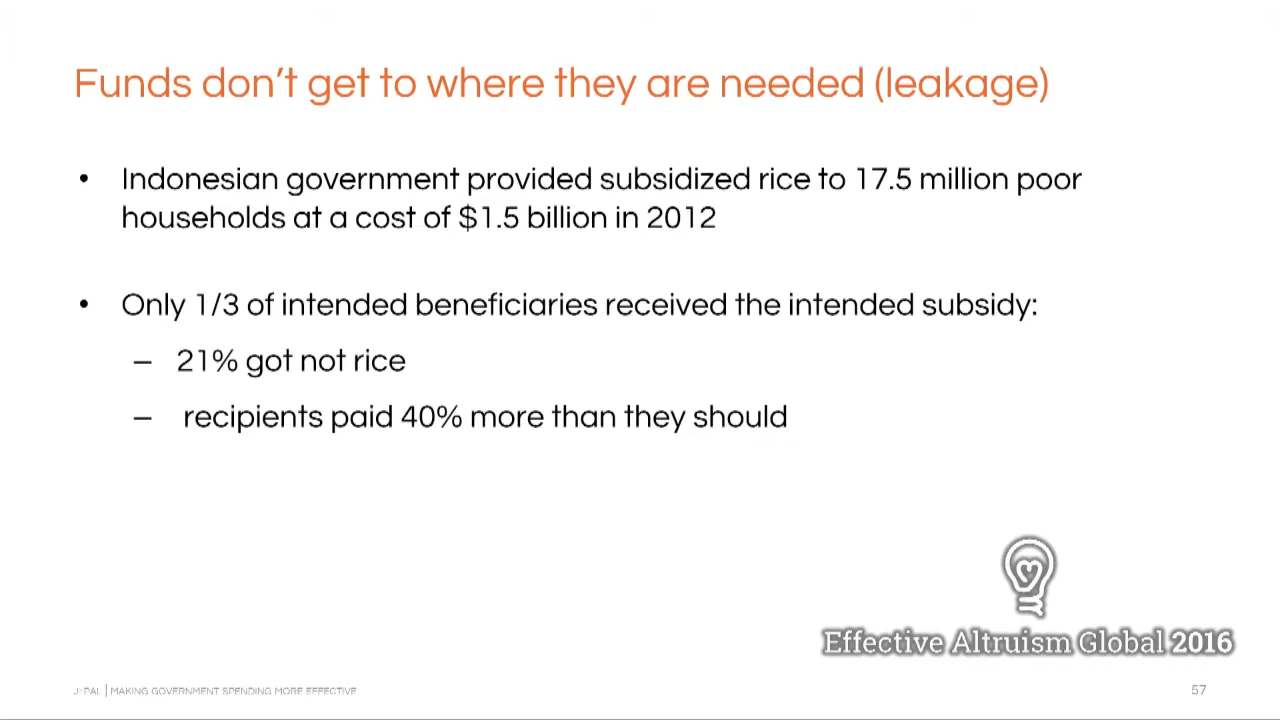 Funds don’t get to where they are needed (leakage)
• Indonesian government provided subsidized rice to 17.5 million poor
households at a cost of $1.5 billion in 2012
• Only 1/3 of intended beneficiaries received the intended subsidy:
– 21% got not rice
– recipients paid 40% more than they should
Effective Altruism Global 2016
J-PAL | MAKING GOVERNMENT SPENDING MORE EFFECTIVE
57